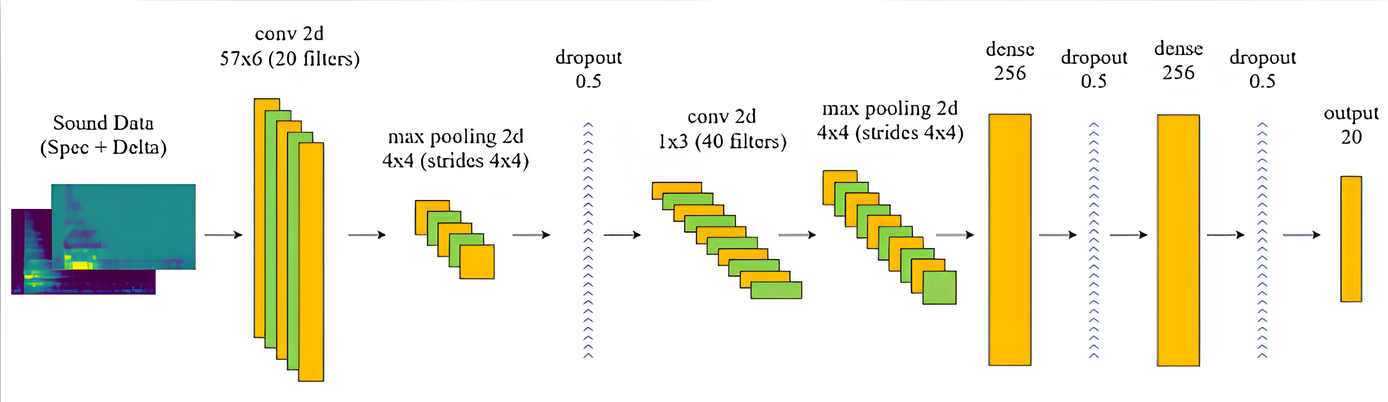 Sound Data
(Spec + Delta)
conv 2d
57x6 (20 filters)
max pooling 2d
4x4 (strides 4x4)
dropout
0.5
conv 2d
1x3 (40 filters)
max pooling 2d
4x4 (strides 4x4)
dense
256
dropout
0.5
dense
256
dropout
0.5
output
20